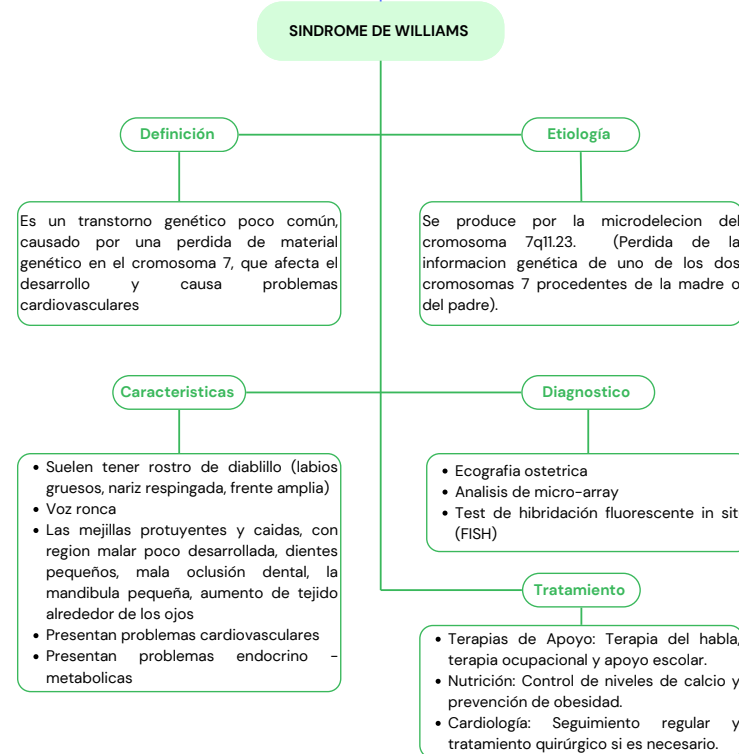 SINDROME DE WILLIAMS
Definición
Es un transtorno genético poco común,
causado por una perdida de material
genético en el cromosoma 7, que afecta el
desarrollo y causa problemas
cardiovasculares
Etiología
Se produce por la microdelecion del
cromosoma 7q11.23. (Perdida de la
informacion genética de uno de los dos
cromosomas 7 procedentes de la madre o
del padre).
Caracteristicas
• Suelen tener rostro de diablillo (labios
gruesos, nariz respingada, frente amplia)
• Voz ronca
• Las mejillas protuyentes y caidas, con
region malar poco desarrollada, dientes
pequeños, mala oclusión dental, la
mandibula pequeña, aumento de tejido
alrededor de los ojos
• Presentan problemas cardiovasculares
• Presentan problemas endocrino -
metabolicas
Diagnostico
• Ecografia ostetrica
• Analisis de micro-array
• Test de hibridación fluorescente in sit
(FISH)
Tratamiento
• Terapias de Apoyo: Terapia del habla,
terapia ocupacional y apoyo escolar.
• Nutrición: Control de niveles de calcio y
prevención de obesidad.
• Cardiología: Seguimiento regular y
tratamiento quirúrgico si es necesario.